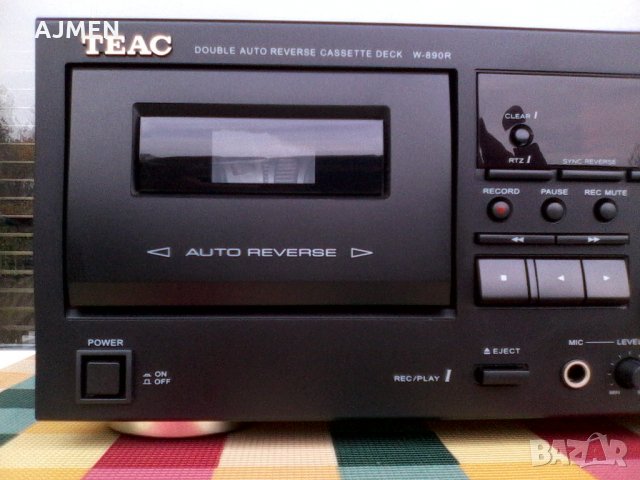 AJMEN
TEAC
DOUBLE AUTO REVERSE CASSETTE DECK W-890R
CLEAR I
RTZ I
SYNC REVERSE
RECORD PAUSE REC MUTE
AUTO REVERSE
POWER
ON
OFF
REC/PLAY I
EJECT
MIC
LEVEL
MIN
BAZAR